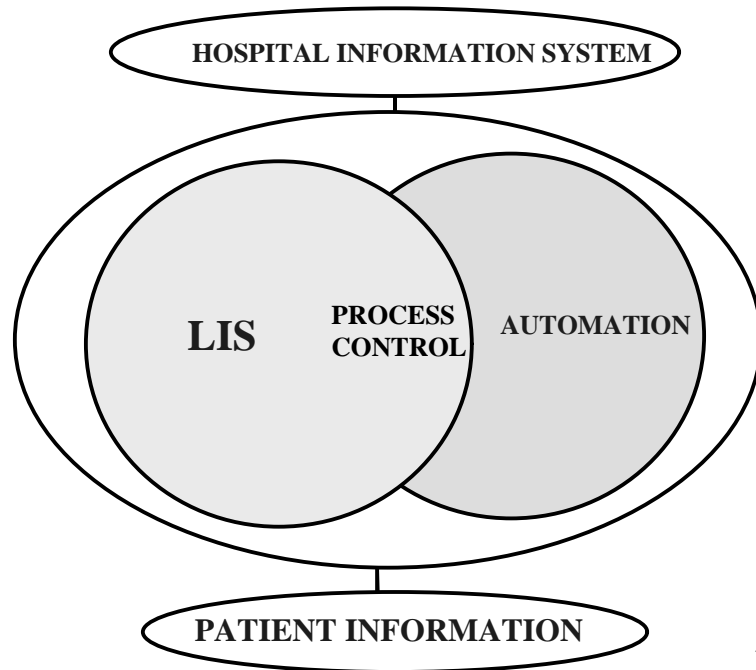 HOSPITAL INFORMATION SYSTEM
LIS
PROCESS
CONTROL
AUTOMATION
PATIENT INFORMATION